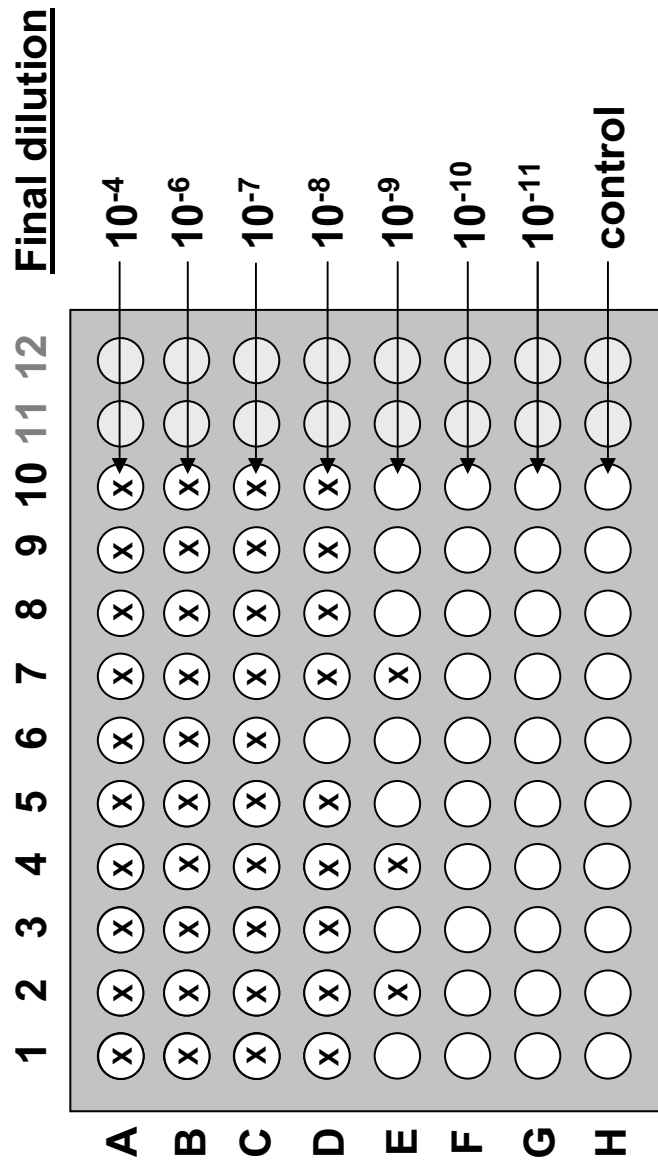 1 2 3 4 5 6 7 8 9 10 11 12 Final dilution
A X X X X X X X X X X 10⁻⁴
B X X X X X X X X X X 10⁻⁶
C X X X X X X X X X X 10⁻⁷
D X X X X X X X X X 10⁻⁸
E X X X 10⁻⁹
F 10⁻¹⁰
G 10⁻¹¹
H control